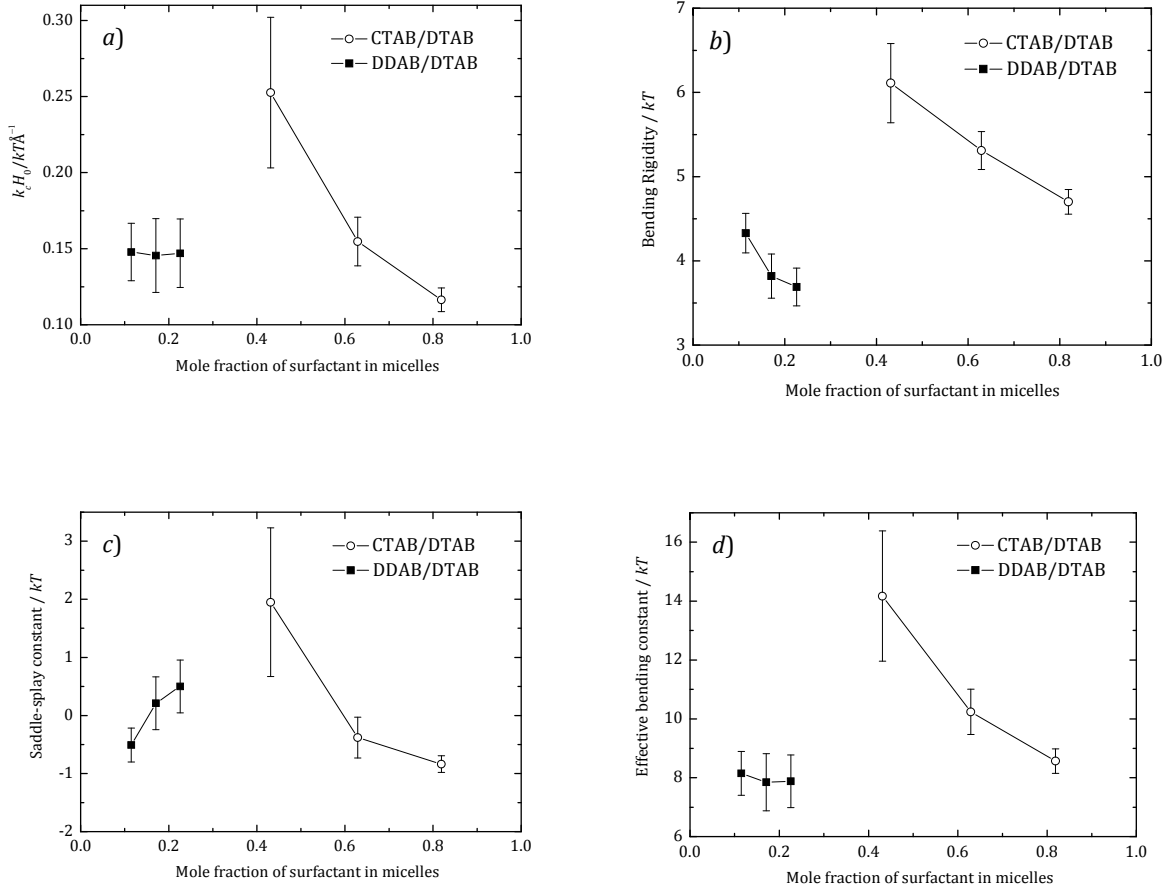 a)
CTAB/DTAB
DDAB/DTAB
k_c H_0/kTÅ⁻¹
0.30
0.25
0.20
0.15
0.10
0.0 0.2 0.4 0.6 0.8 1.0
Mole fraction of surfactant in micelles
b)
CTAB/DTAB
DDAB/DTAB
Bending Rigidity / kT
7
6
5
4
3
0.0 0.2 0.4 0.6 0.8 1.0
Mole fraction of surfactant in micelles
c)
CTAB/DTAB
DDAB/DTAB
Saddle-splay constant / kT
3
2
1
0
-1
-2
0.0 0.2 0.4 0.6 0.8 1.0
Mole fraction of surfactant in micelles
d)
CTAB/DTAB
DDAB/DTAB
Effective bending constant / kT
16
14
12
10
8
6
0.0 0.2 0.4 0.6 0.8 1.0
Mole fraction of surfactant in micelles